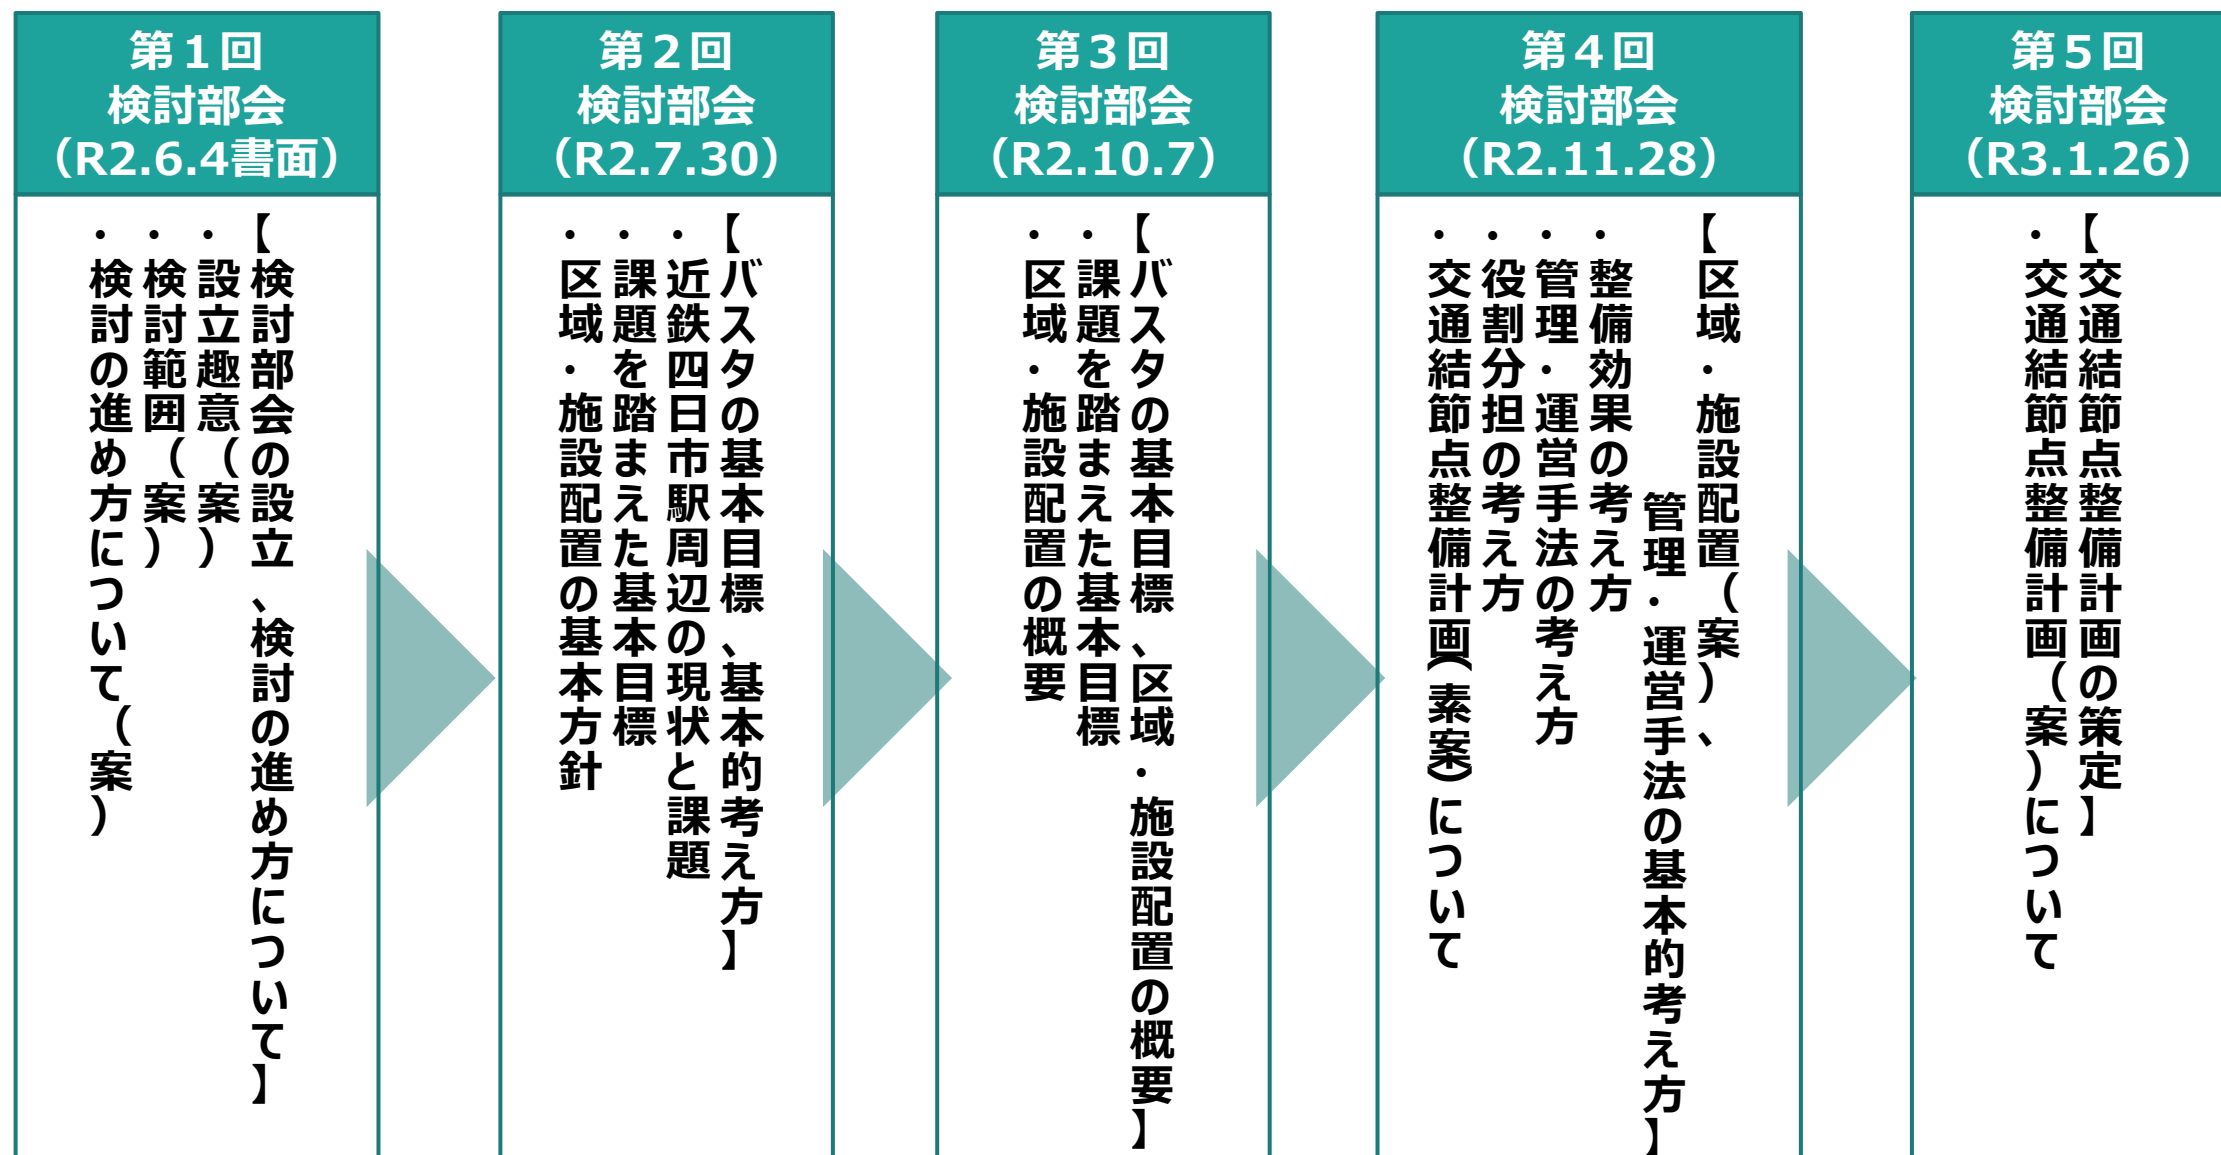 第１回
検討部会
（R2.6.4書面）
【検討部会の設立、検討の進め方について】
・設立趣意（案）
・検討範囲（案）
・検討の進め方について（案）
第２回
検討部会
（R2.7.30）
【バスタの基本目標、基本的考え方】
・近鉄四日市駅周辺の現状と課題
・課題を踏まえた基本目標
・区域・施設配置の基本方針
第３回
検討部会
（R2.10.7）
【バスタの基本目標、区域・施設配置の概要】
・課題を踏まえた基本目標
・区域・施設配置の概要
第４回
検討部会
（R2.11.28）
【区域・施設配置（案）、
管理・運営手法の基本的考え方】
・整備効果の考え方
・管理・運営手法の考え方
・役割分担の考え方
・交通結節点整備計画（素案）について
第５回
検討部会
（R3.1.26）
【交通結節点整備計画の策定】
・交通結節点整備計画（案）について